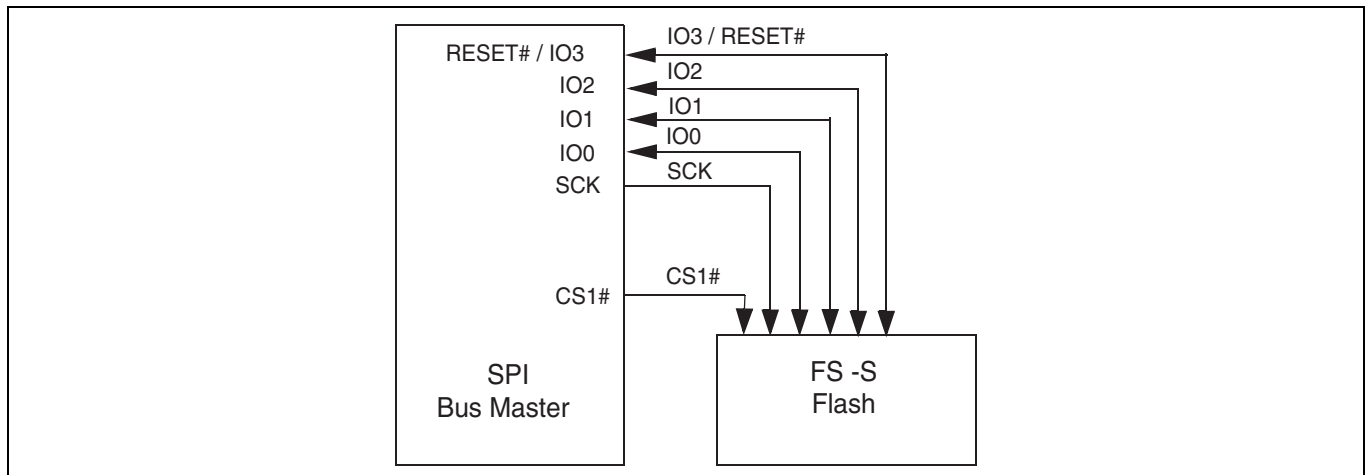 RESET# / IO3 IO3 / RESET#
IO2 IO2
IO1 IO1
IO0 IO0
SCK SCK
CS1# CS1#
SPI
Bus Master
FS -S
Flash